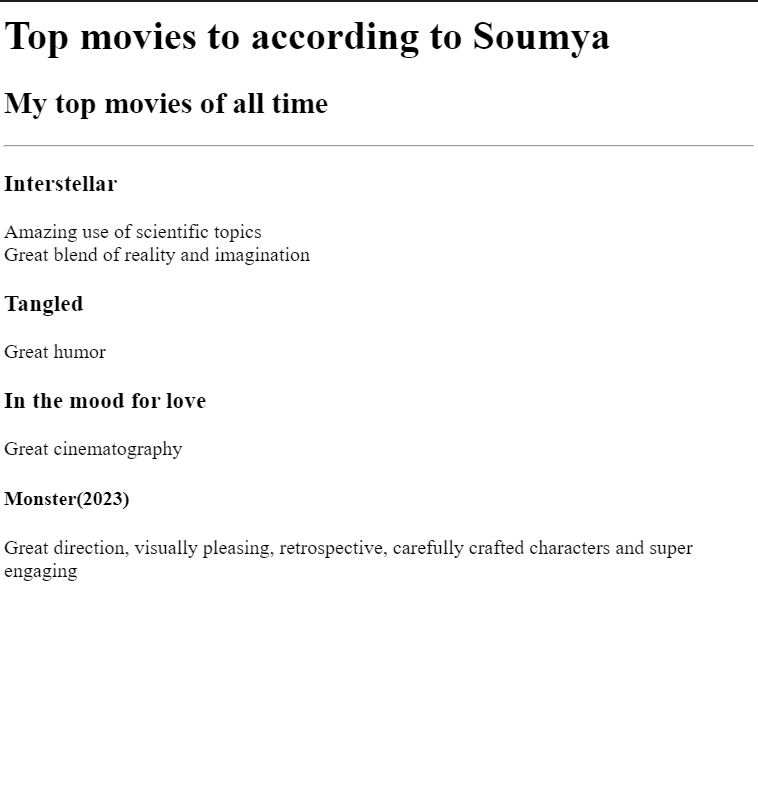 Top movies to according to Soumya
My top movies of all time
Interstellar
Amazing use of scientific topics
Great blend of reality and imagination
Tangled
Great humor
In the mood for love
Great cinematography
Monster(2023)
Great direction, visually pleasing, retrospective, carefully crafted characters and super
engaging